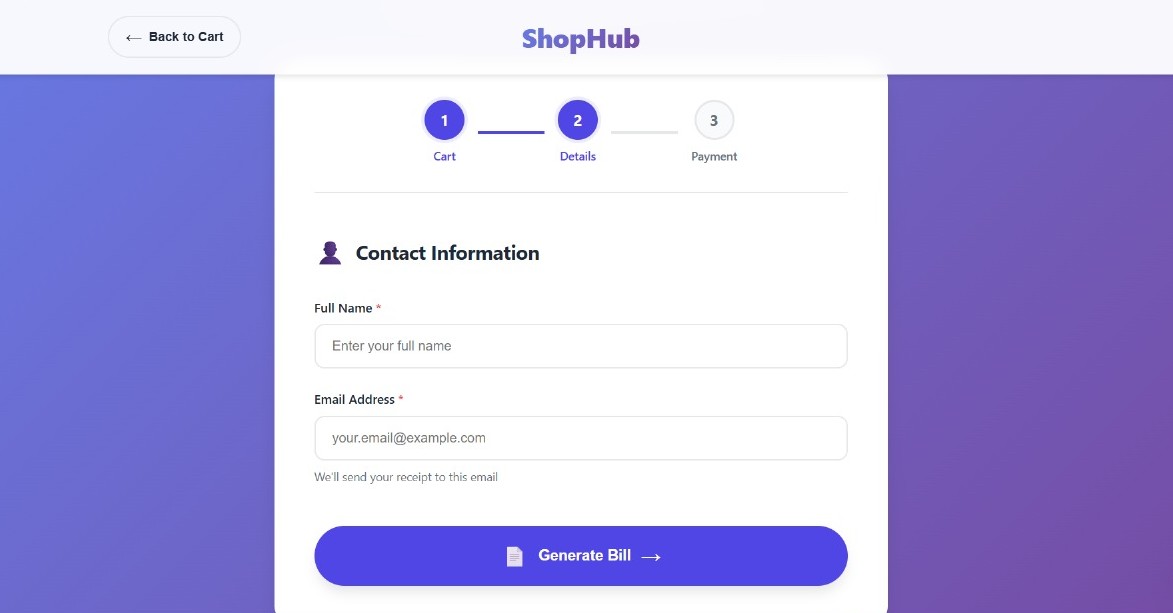 ← Back to Cart
ShopHub
1
2
3
Cart
Details
Payment
Contact Information
Full Name *
Enter your full name
Email Address *
your.email@example.com
We'll send your receipt to this email
Generate Bill →